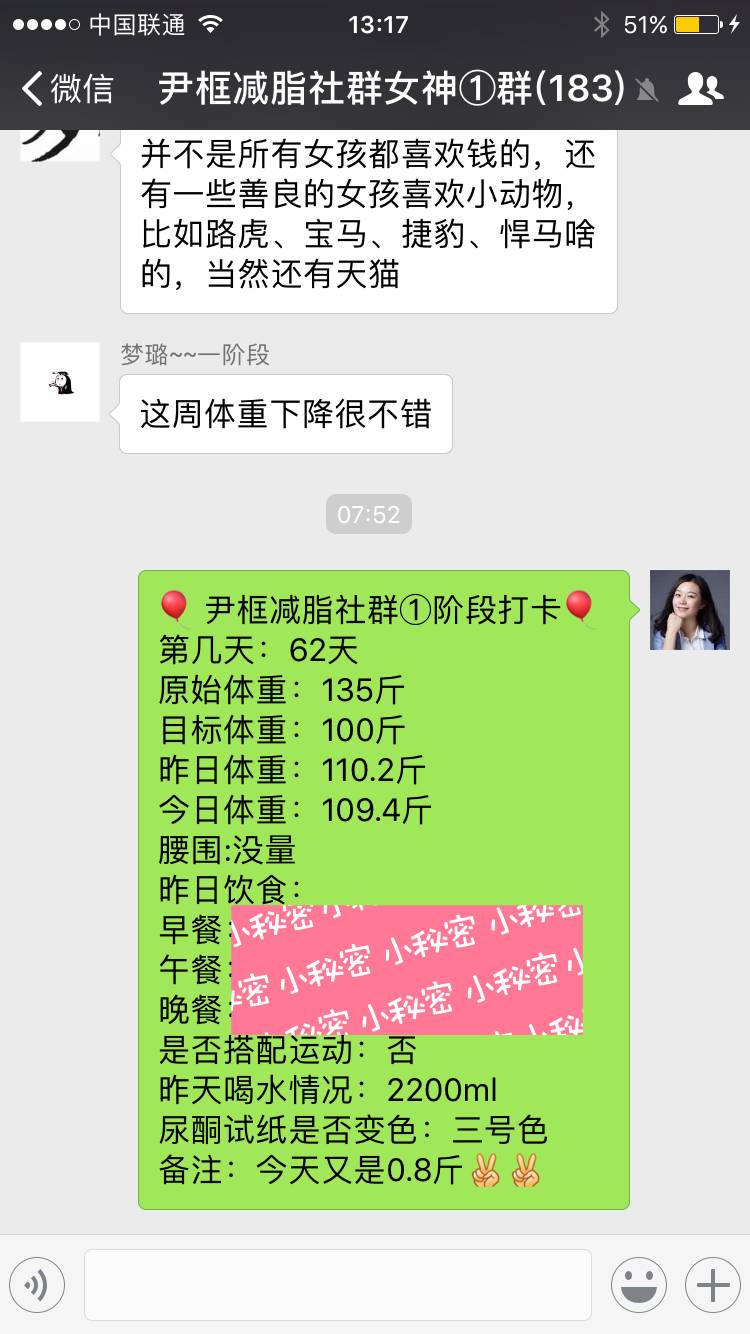 中国联通
13:17
51%
微信
尹框减脂社群女神①群(183)
并不是所有女孩都喜欢钱的，还
有一些善良的女孩喜欢小动物，
比如路虎、宝马、捷豹、悍马啥
的，当然还有天猫
梦璐~~一阶段
这周体重下降很不错
07:52
尹框减脂社群①阶段打卡
第几天：62天
原始体重：135斤
目标体重：100斤
昨日体重：110.2斤
今日体重：109.4斤
腰围:没量
昨日饮食：
早餐：
午餐：
晚餐：
小秘密 小秘密
小秘密 小秘密 小秘密
小秘密 小秘密 小秘密
是否搭配运动：否
昨天喝水情况：2200ml
尿酮试纸是否变色：三号色
备注：今天又是0.8斤